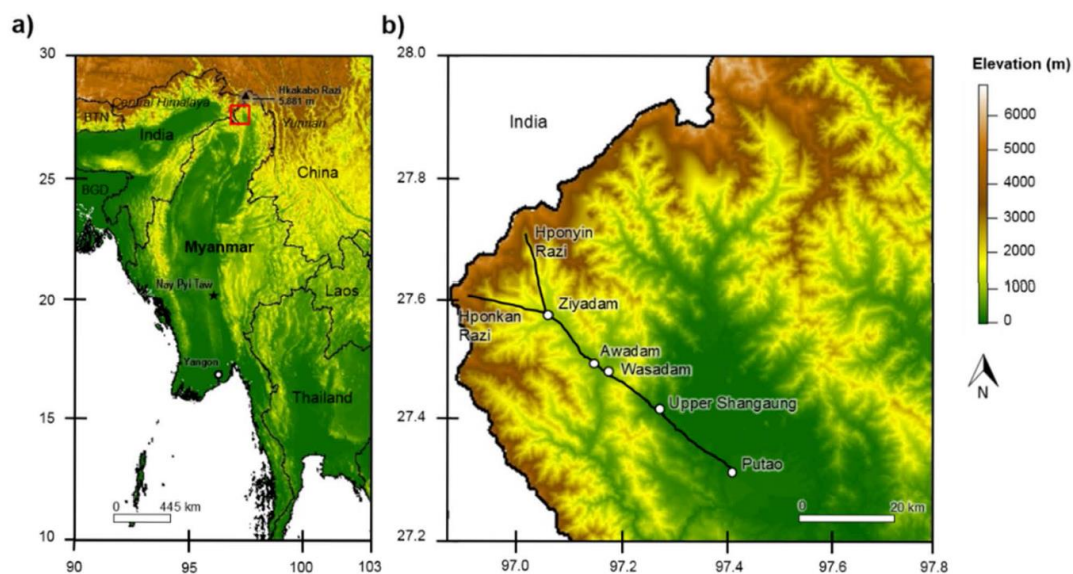 a)
30
25
20
15
10
90
95
100
103
Hkakabo Razi
5.881 m
Central Himalaya
BTN
India
Yunnan
China
BGD
Myanmar
Nay Pyi Taw
Laos
Yangon
Thailand
0 445 km
b)
28.0
27.8
27.6
27.4
27.2
97.0
97.2
97.4
97.6
97.8
India
Hponyin
Razi
Ziyadam
Hponkan
Razi
Awadam
Wasadam
Upper Shangaung
Putao
0 20 km
Elevation (m)
6000
5000
4000
3000
2000
1000
0
N